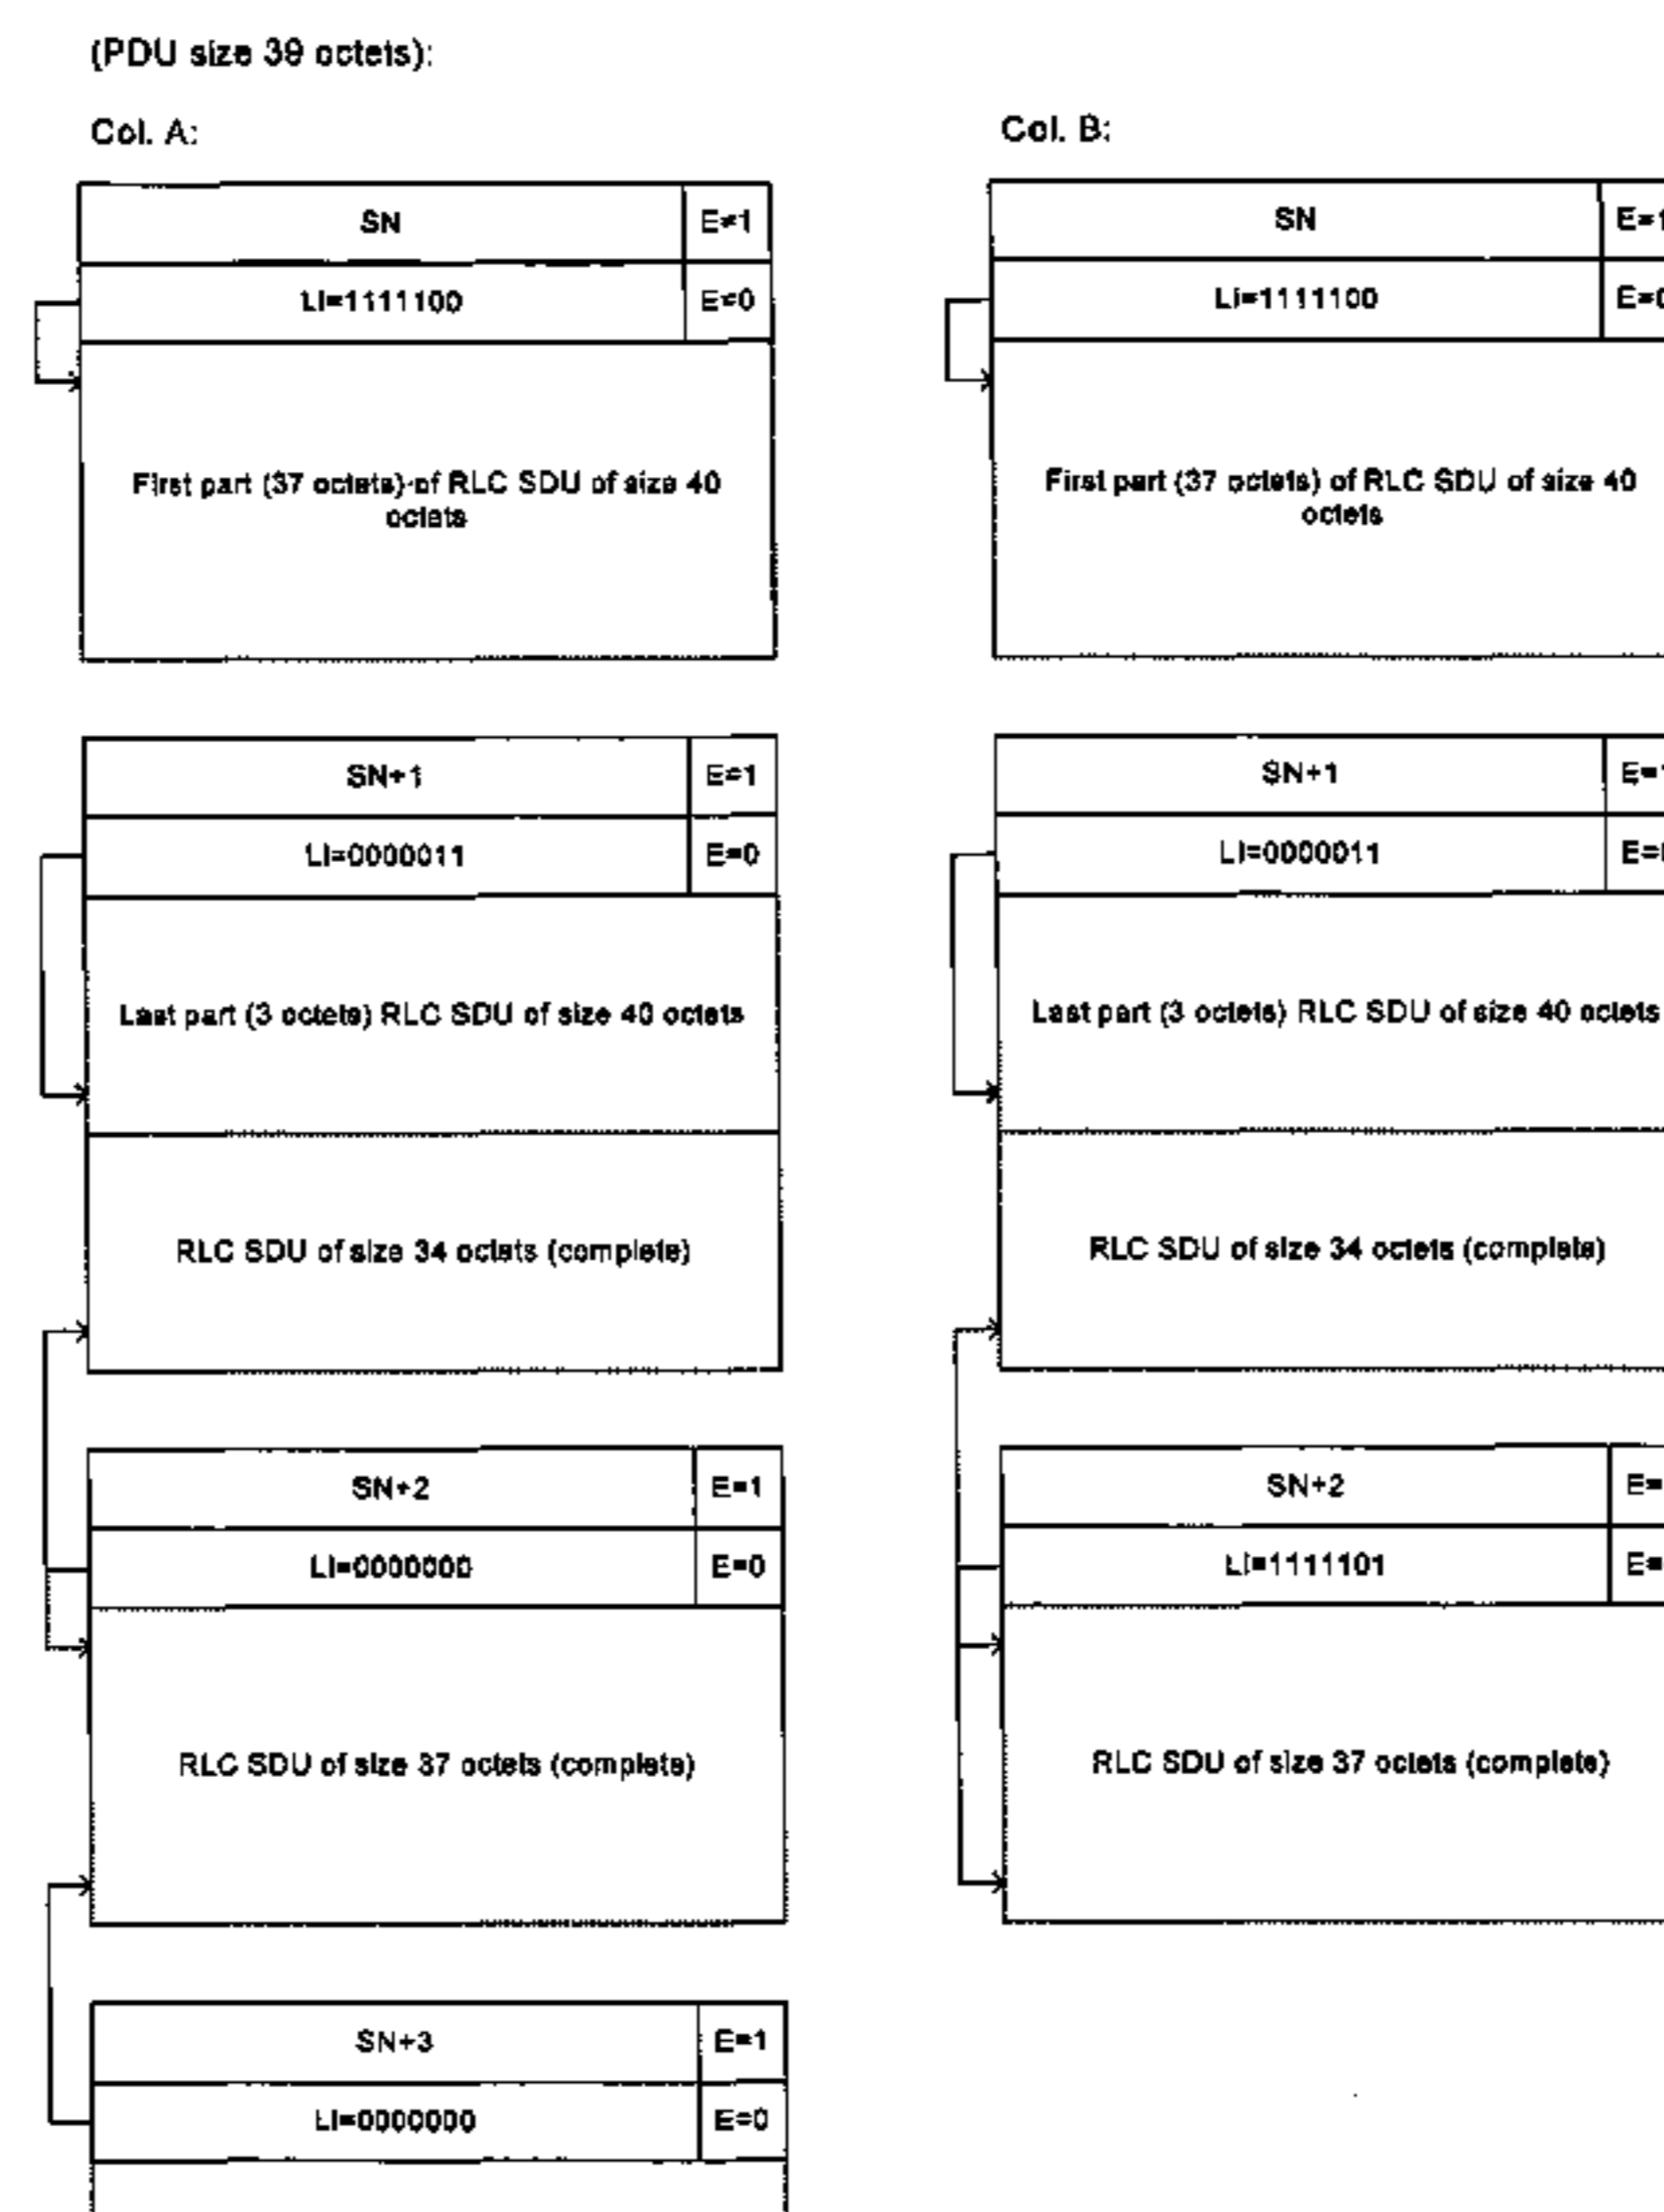 (PDU size 39 octets):
Col. A:
SN E=1
LI=1111100 E=0
First part (37 octets) of RLC SDU of size 40
octets
SN+1 E=1
LI=0000011 E=0
Last part (3 octets) RLC SDU of size 40 octets
RLC SDU of size 34 octets (complete)
SN+2 E=1
LI=0000000 E=0
RLC SDU of size 37 octets (complete)
SN+3 E=1
LI=0000000 E=0
Col. B:
SN E=1
LI=1111100
First part (37 octets) of RLC SDU of size 40
octets
SN+1
LI=0000011
Last part (3 octets) RLC SDU of size 40 octets
RLC SDU of size 34 octets (complete)
SN+2 E=
LI=1111101 E=
RLC SDU of size 37 octets (complete)